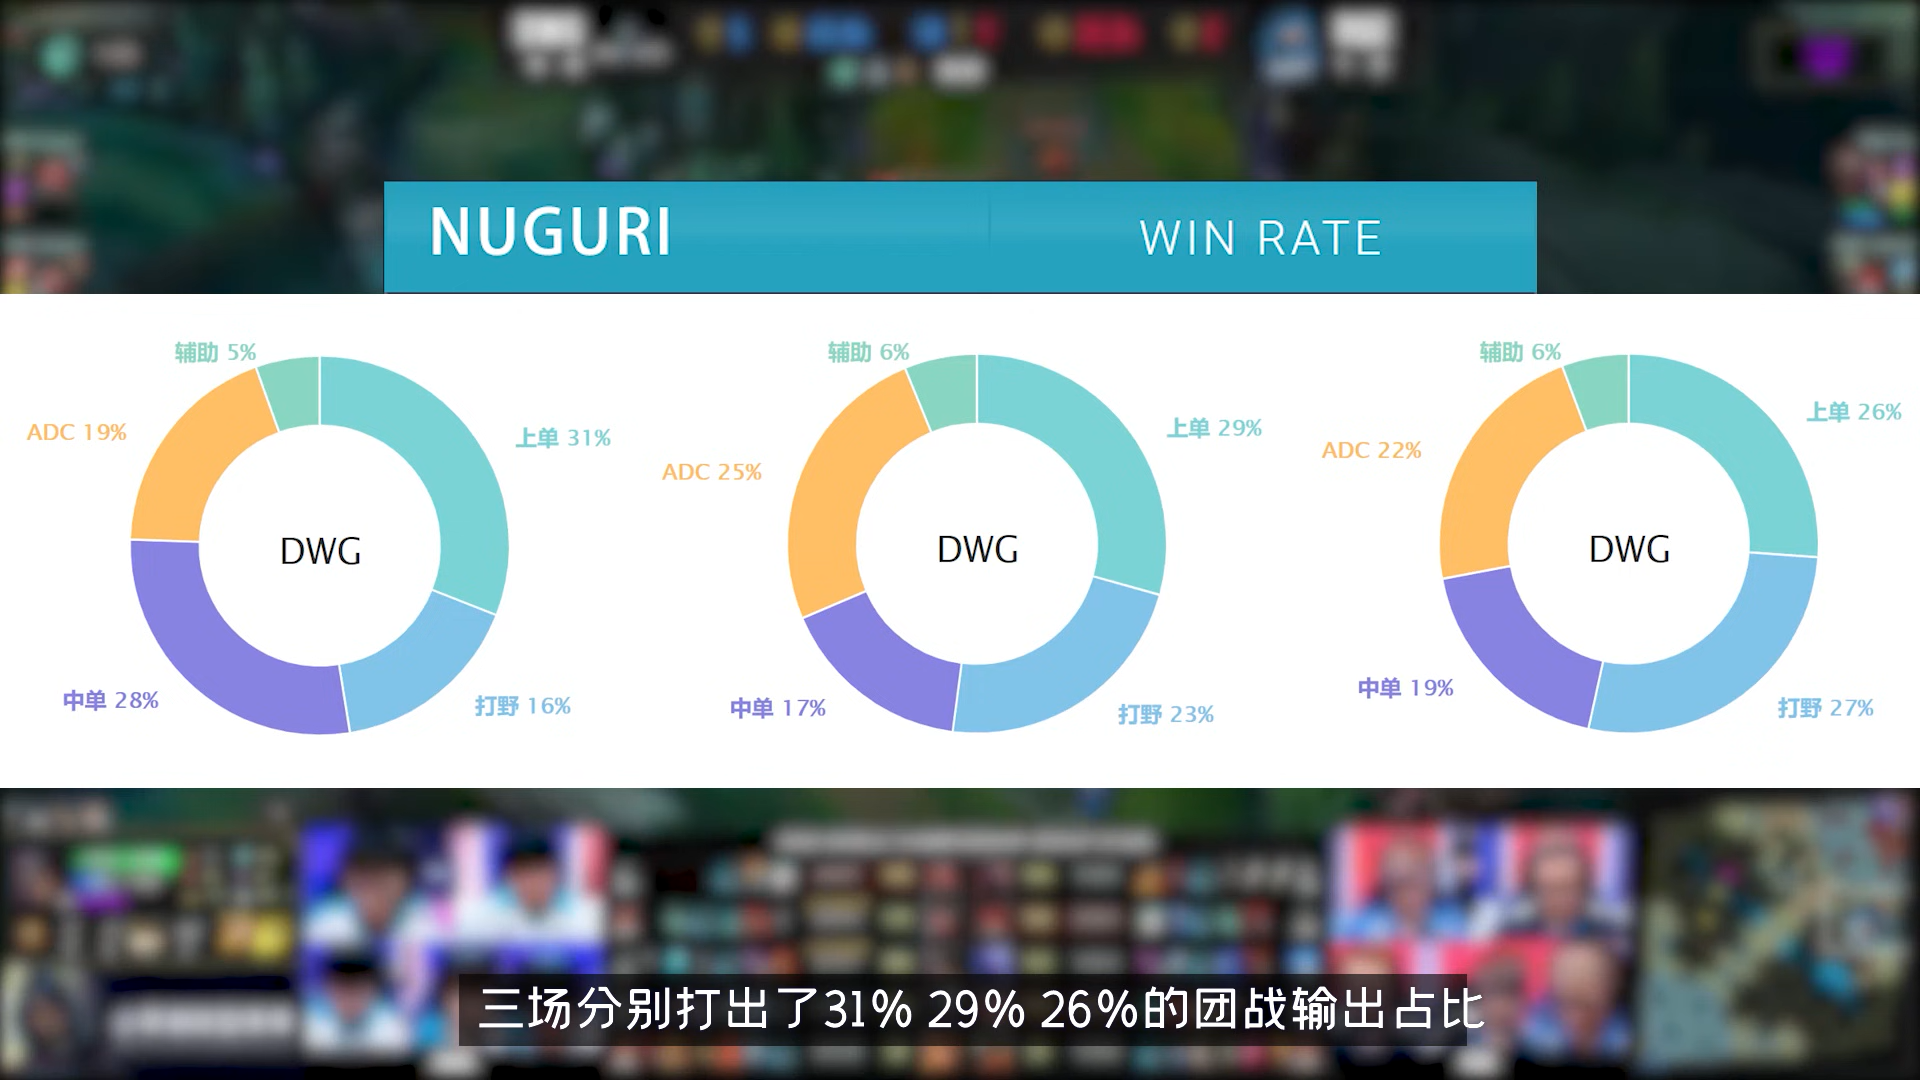 NUGURI WIN RATE
辅助 5%
ADC 19%
上单 31%
DWG
中单 28%
打野 16%
辅助 6%
上单 29%
ADC 25%
DWG
中单 17%
打野 23%
辅助 6%
上单 26%
ADC 22%
DWG
中单 19%
打野 27%
三场分别打出了31% 29% 26%的团战输出占比